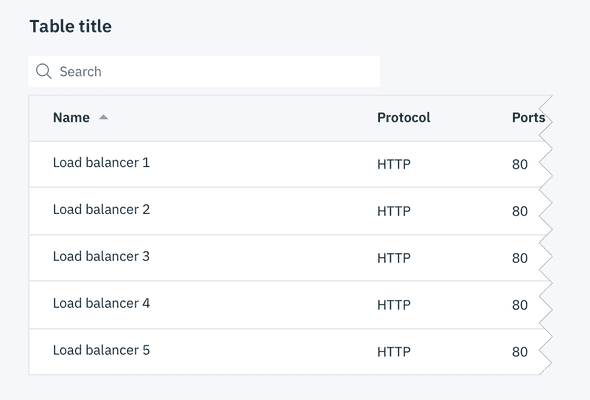 Table title
Search
Name Protocol Ports
Load balancer 1 HTTP 80
Load balancer 2 HTTP 80
Load balancer 3 HTTP 80
Load balancer 4 HTTP 80
Load balancer 5 HTTP 80